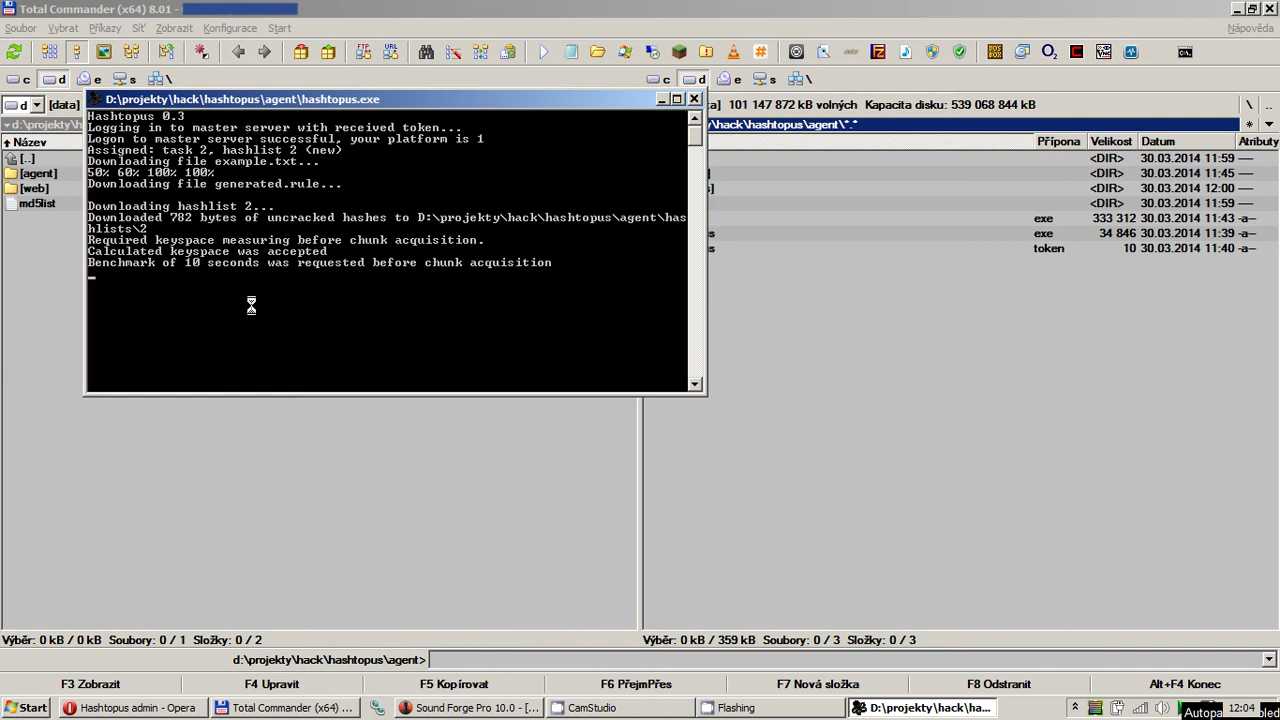 Total Commander (x64) 8.01 -
Soubor Vybrat Příkazy Síť Zobrazit Konfigurace Start Nápověda
FTP URL
c d e s \ c d e s \
d [data] a] 101 147 872 kB volných Kapacita disku: 539 068 844 kB \ ..
D:\projekty\hack\hashtopus\agent\hashtopus.exe
▾d:\projekty\h y\hack\hashtopus\agent\*.*
Název Přípona Velikost Datum Atributy
[..] <DIR> 30.03.2014 11:59 ----
[agent] <DIR> 30.03.2014 11:45 ----
[web] <DIR> 30.03.2014 12:00 ----
md5list <DIR> 30.03.2014 11:59 ----
exe 333 312 30.03.2014 11:43 -a--
exe 34 846 30.03.2014 11:39 -a--
token 10 30.03.2014 11:40 -a--
Hashtopus 0.3
Logging in to master server with received token...
Logon to master server successful, your platform is 1
Assigned: task 2, hashlist 2 (new)
Downloading file example.txt...
50% 60% 100% 100%
Downloading file generated.rule...
Downloading hashlist 2...
Downloaded 782 bytes of uncracked hashes to D:\projekty\hack\hashtopus\agent\has
hlists\2
Required keyspace measuring before chunk acquisition.
Calculated keyspace was accepted
Benchmark of 10 seconds was requested before chunk acquisition
Výběr: 0 kB / 0 kB Soubory: 0 / 1 Složky: 0 / 2 Výběr: 0 kB / 359 kB Soubory: 0 / 3 Složky: 0 / 3
d:\projekty\hack\hashtopus\agent>
F3 Zobrazit F4 Upravit F5 Kopírovat F6 PřejmPřes F7 Nová složka F8 Odstranit Alt+F4 Konec
Start Hashtopus admin - Opera Total Commander (x64) ... Sound Forge Pro 10.0 - [... CamStudio Flashing D:\projekty\hack\ha... 12:04
Autopa bled